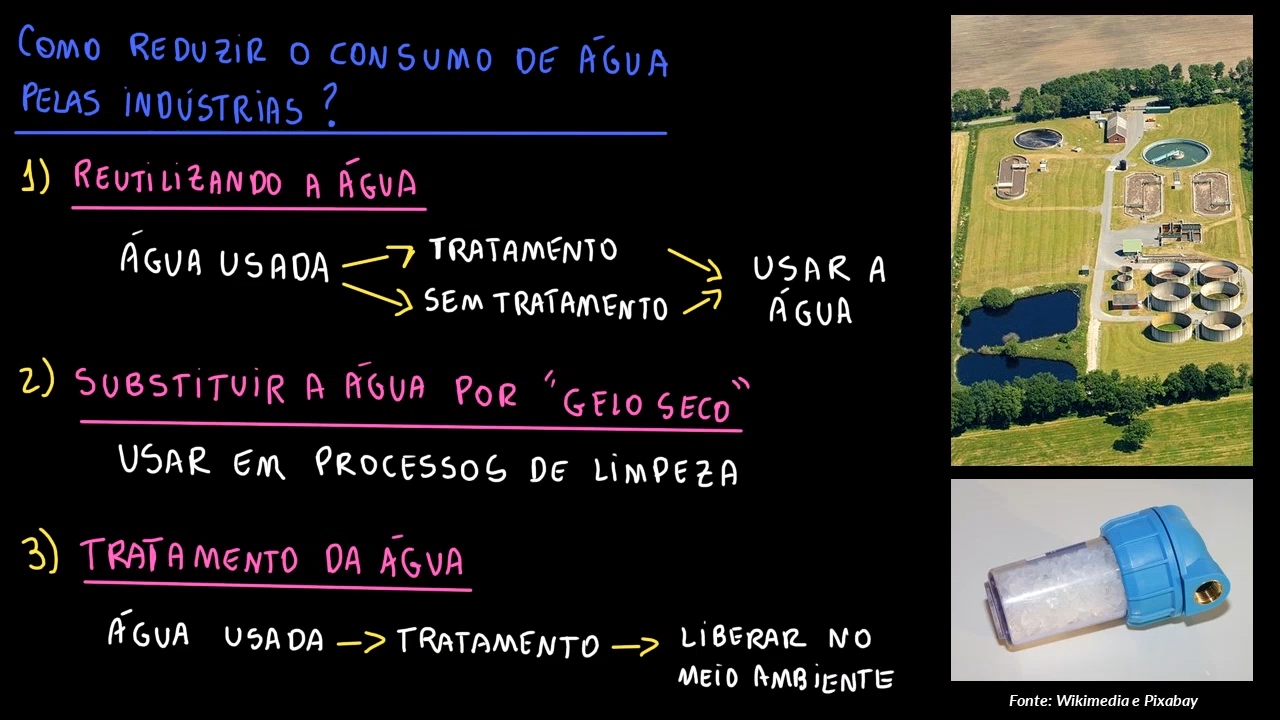 COMO REDUZIR O CONSUMO DE ÁGUA
PELAS INDÚSTRIAS?
1) REUTILIZANDO A ÁGUA
ÁGUA USADA
TRATAMENTO
SEM TRATAMENTO
USAR A
ÁGUA
2) SUBSTITUIR A ÁGUA POR "GELO SECO"
USAR EM PROCESSOS DE LIMPEZA
3) TRATAMENTO DA ÁGUA
ÁGUA USADA → TRATAMENTO → LIBERAR NO
MEIO AMBIENTE
Fonte: Wikimedia e Pixabay